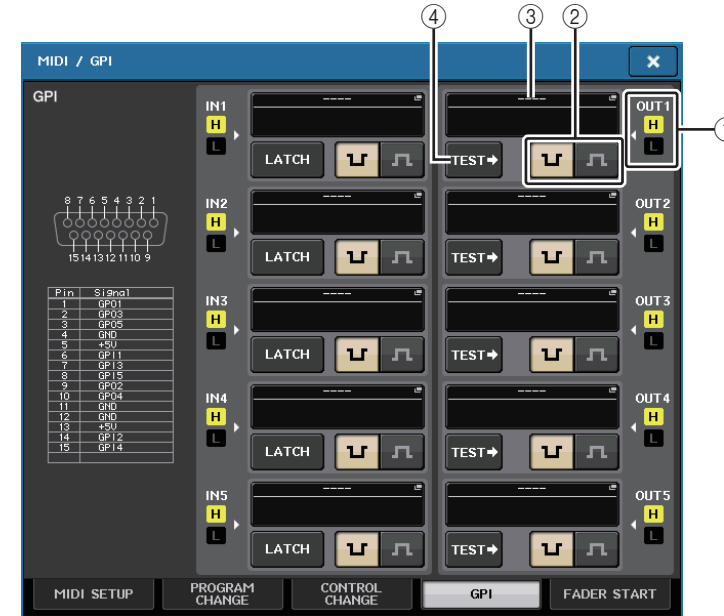 ④ ③ ②
MIDI / GPI ×
GPI
IN1 ---- ---- OUT1
H H
L L
LATCH TEST➔
IN2 ---- ---- OUT2
H H
L L
LATCH TEST➔
8 7 6 5 4 3 2 1
15 14 13 12 11 10 9
IN3 ---- ---- OUT3
H H
L L
LATCH TEST➔
Pin Signal
1 GPO1
2 GPO3
3 GPO5
4 GND
5 +5V
6 GPI1
7 GPI3
8 GPI5
9 GPO2
10 GPO4
11 GND
12 GND
13 +5V
14 GPI2
15 GPI4
IN4 ---- ---- OUT4
H H
L L
LATCH TEST➔
IN5 ---- ---- OUT5
H H
L L
LATCH TEST➔
MIDI SETUP
PROGRAM
CHANGE
CONTROL
CHANGE
GPI
FADER START